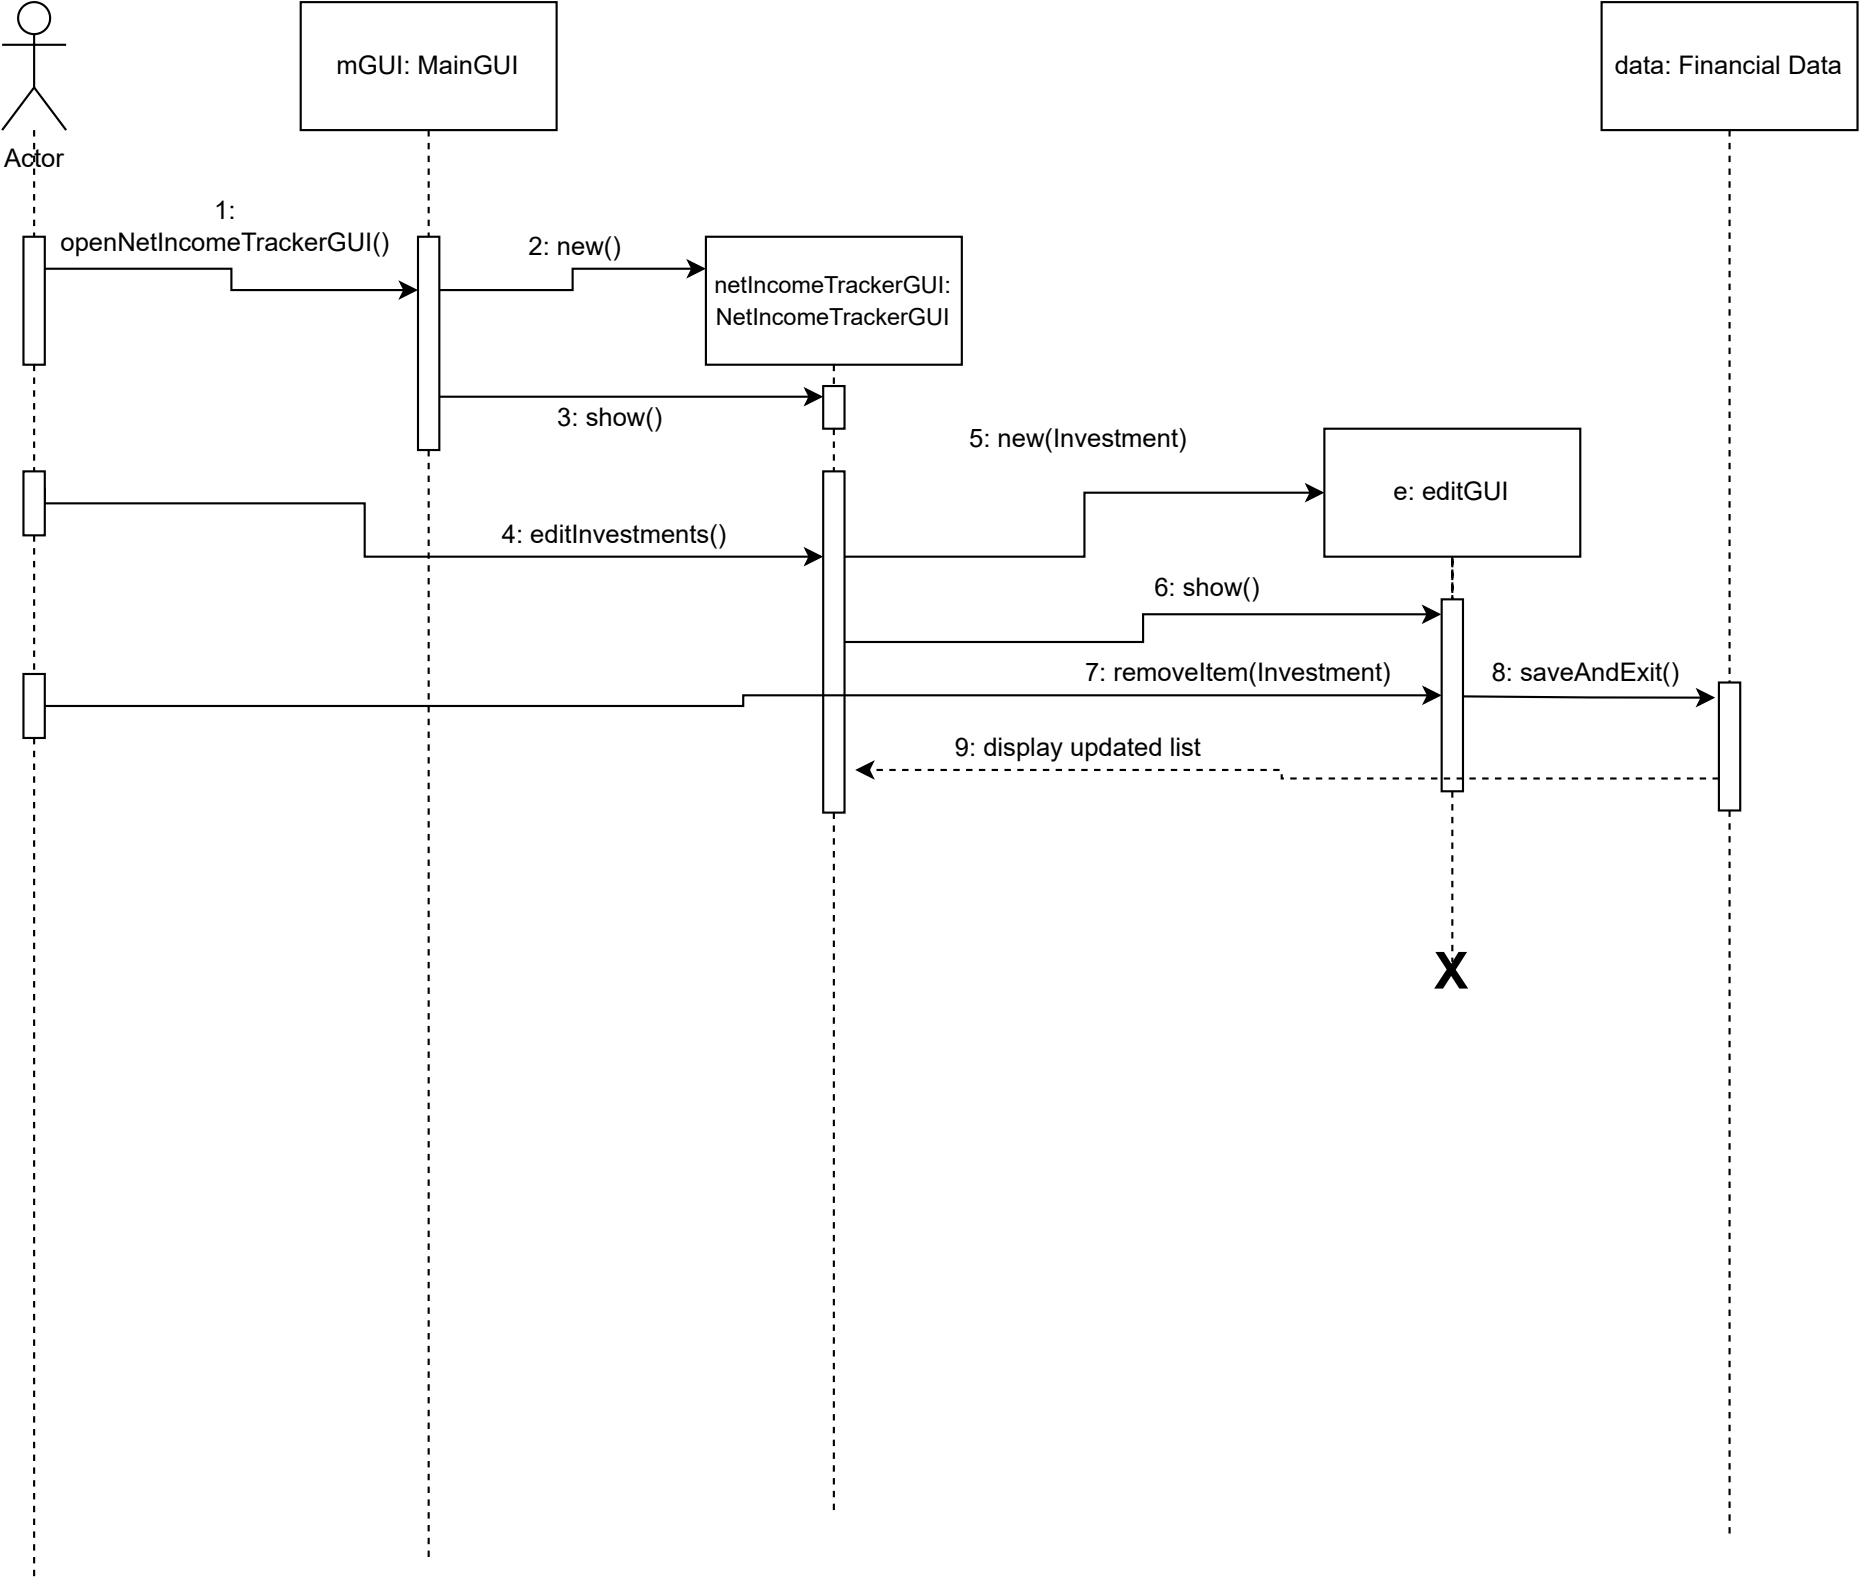 mGUI: MainGUI
data: Financial Data
Actor
1:
openNetIncomeTrackerGUI()
2: new()
netIncomeTrackerGUI:
NetIncomeTrackerGUI
3: show()
5: new(Investment)
e: editGUI
4: editInvestments()
6: show()
7: removeItem(Investment)
8: saveAndExit()
9: display updated list
X